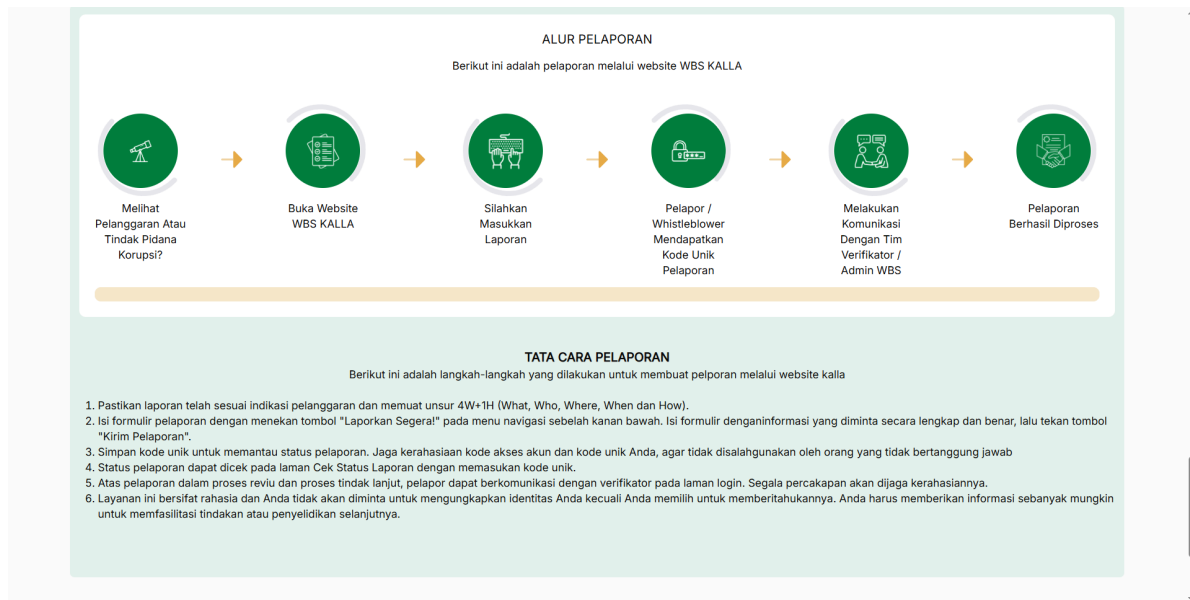 ALUR PELAPORAN
Berikut ini adalah pelaporan melalui website WBS KALLA
Melihat
Pelanggaran Atau
Tindak Pidana
Korupsi?
Buka Website
WBS KALLA
Silahkan
Masukkan
Laporan
Pelapor /
Whistleblower
Mendapatkan
Kode Unik
Pelaporan
Melakukan
Komunikasi
Dengan Tim
Verifikator /
Admin WBS
Pelaporan
Berhasil Diproses
TATA CARA PELAPORAN
Berikut ini adalah langkah-langkah yang dilakukan untuk membuat pelporan melalui website kalla
1. Pastikan laporan telah sesuai indikasi pelanggaran dan memuat unsur 4W+1H (What, Who, Where, When dan How).
2. Isi formulir pelaporan dengan menekan tombol "Laporkan Segera!" pada menu navigasi sebelah kanan bawah. Isi formulir denganinformasi yang diminta secara lengkap dan benar, lalu tekan tombol
"Kirim Pelaporan".
3. Simpan kode unik untuk memantau status pelaporan. Jaga kerahasiaan kode akses akun dan kode unik Anda, agar tidak disalahgunakan oleh orang yang tidak bertanggung jawab
4. Status pelaporan dapat dicek pada laman Cek Status Laporan dengan memasukan kode unik.
5. Atas pelaporan dalam proses reviu dan proses tindak lanjut, pelapor dapat berkomunikasi dengan verifikator pada laman login. Segala percakapan akan dijaga kerahasiannya.
6. Layanan ini bersifat rahasia dan Anda tidak akan diminta untuk mengungkapkan identitas Anda kecuali Anda memilih untuk memberitahukannya. Anda harus memberikan informasi sebanyak mungkin
untuk memfasilitasi tindakan atau penyelidikan selanjutnya.